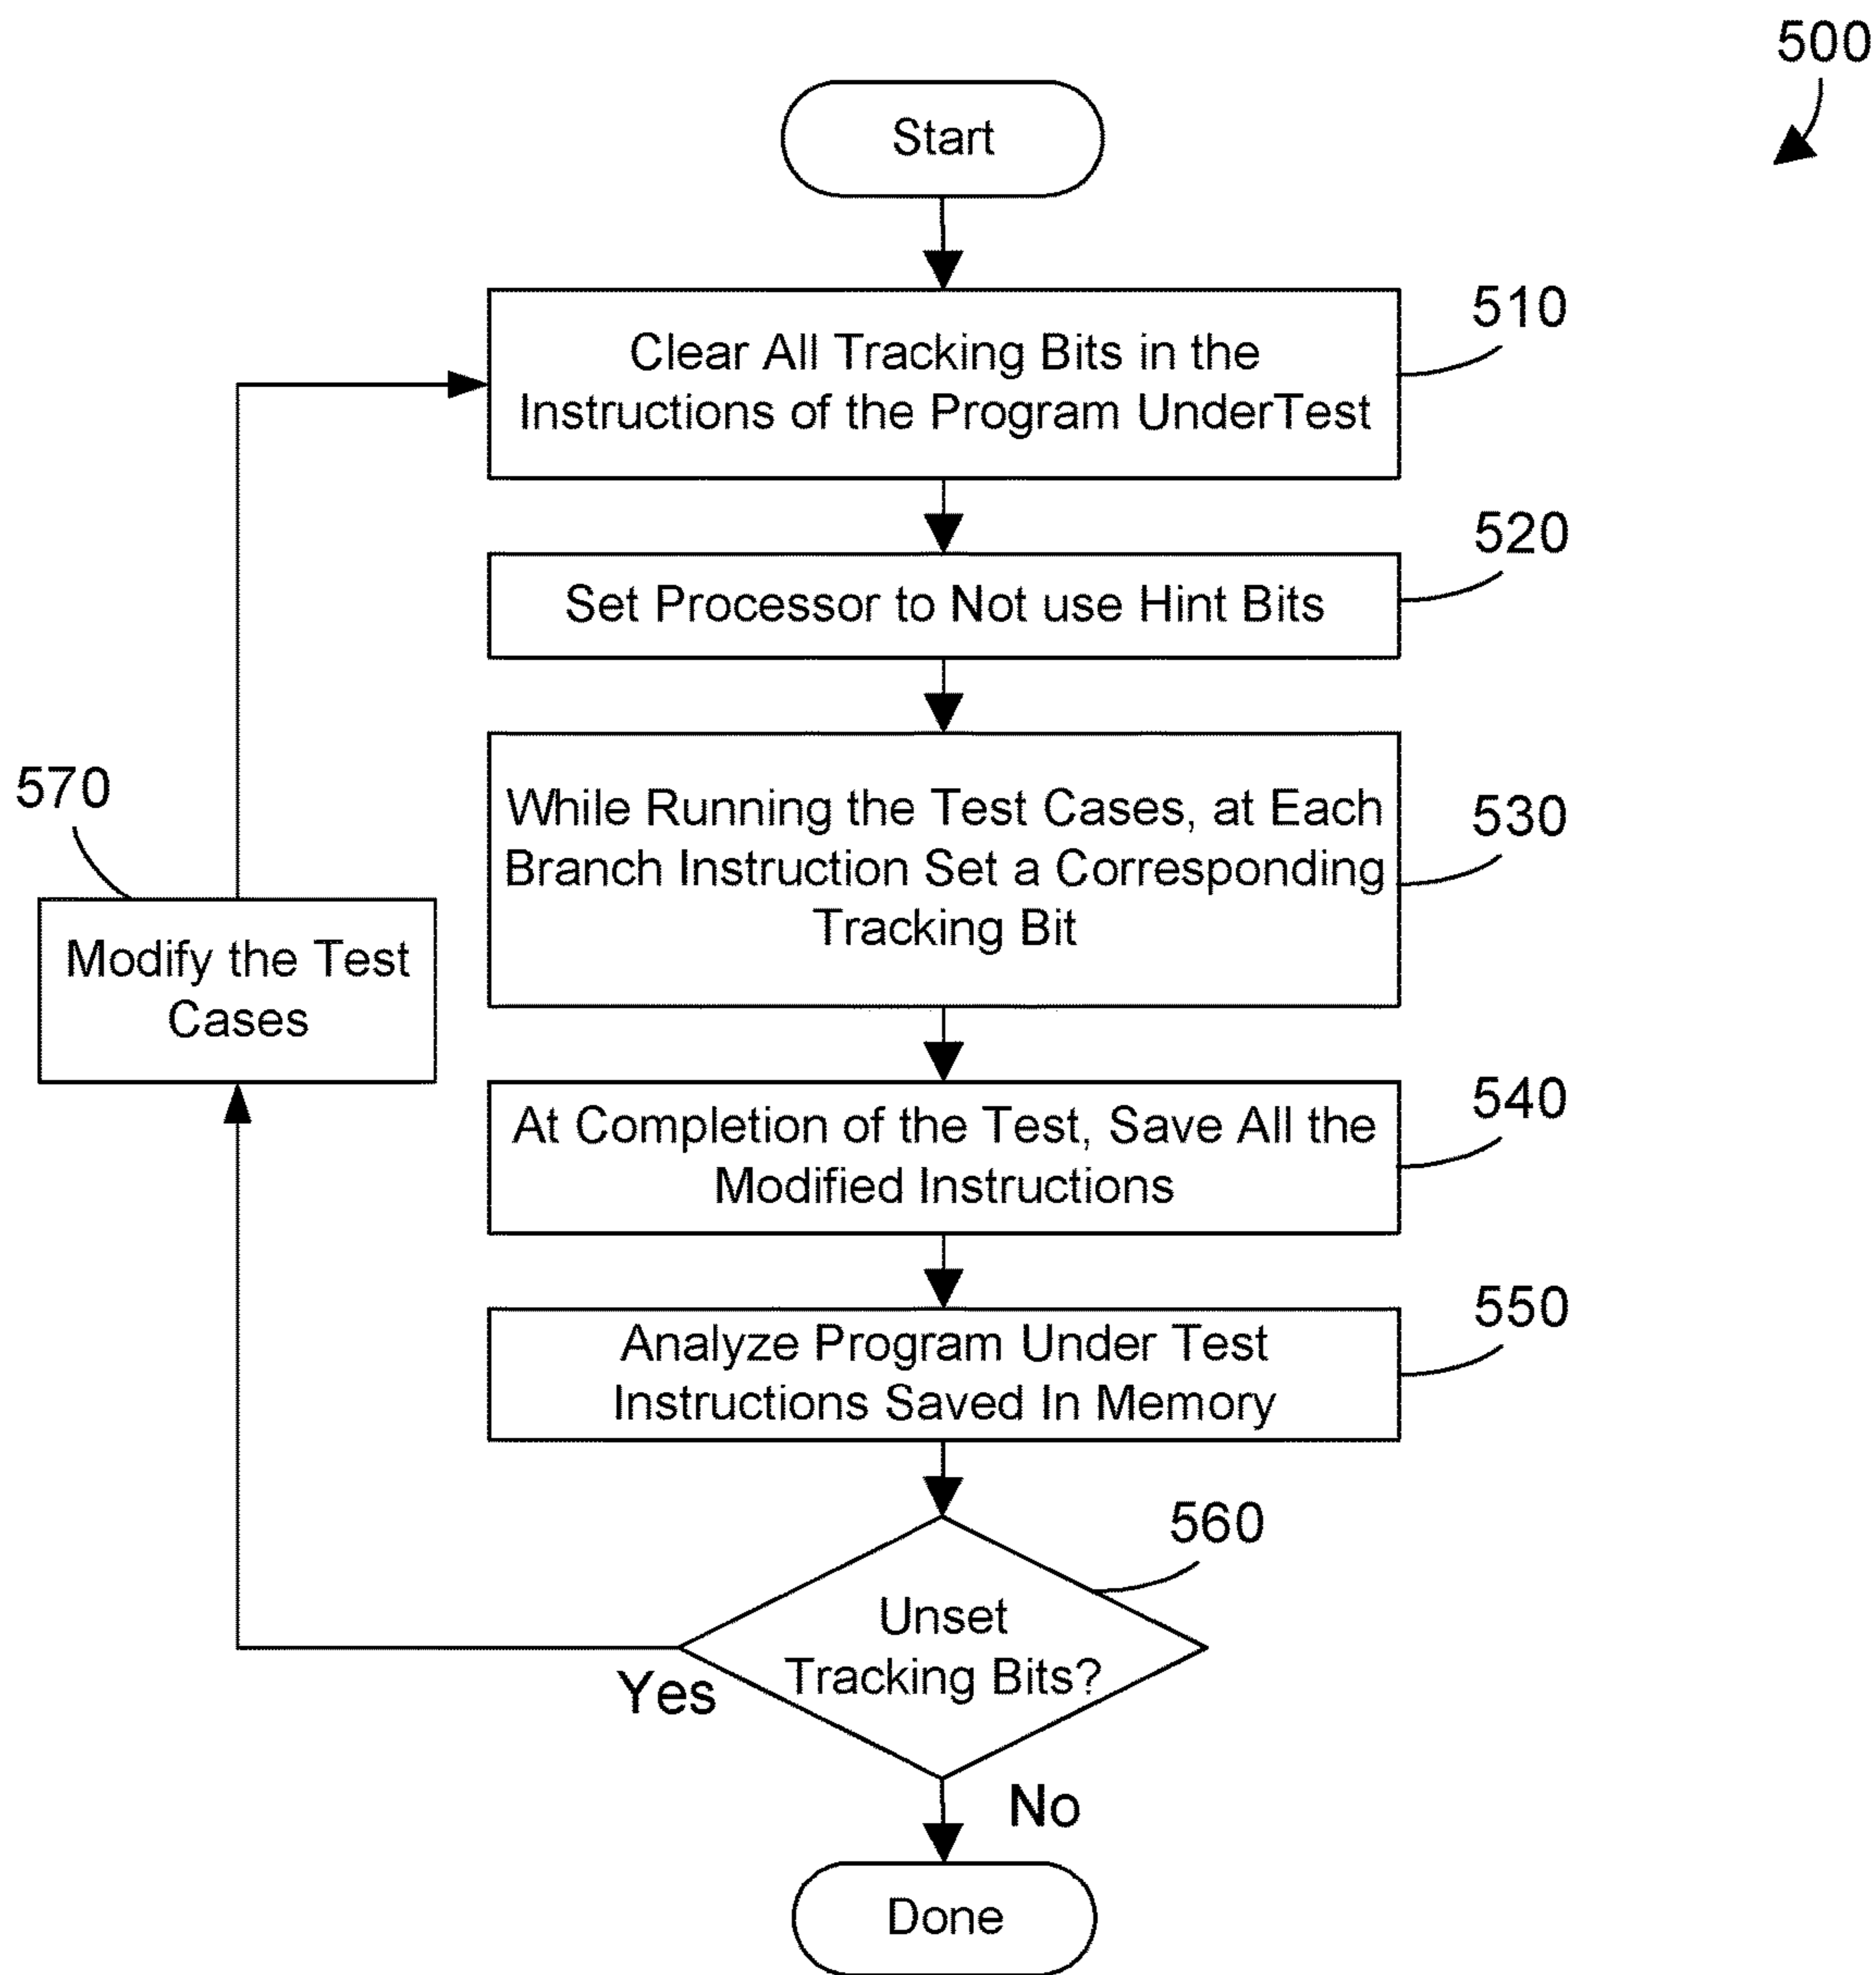 500
Start
510
Clear All Tracking Bits in the
Instructions of the Program UnderTest
520
Set Processor to Not use Hint Bits
530
While Running the Test Cases, at Each
Branch Instruction Set a Corresponding
Tracking Bit
570
Modify the Test
Cases
540
At Completion of the Test, Save All the
Modified Instructions
550
Analyze Program Under Test
Instructions Saved In Memory
560
Unset
Tracking Bits?
Yes
No
Done